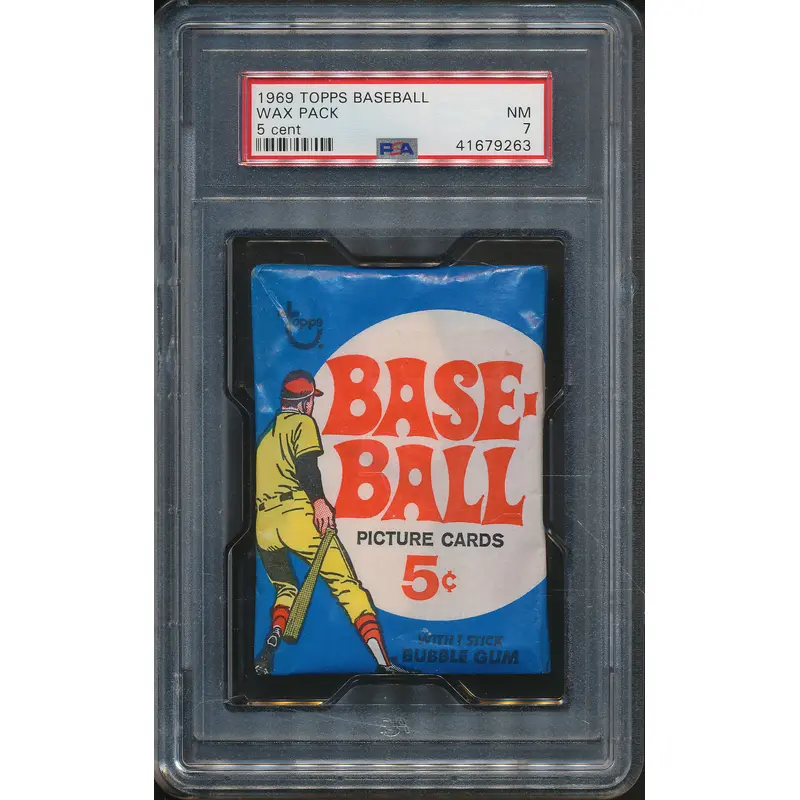 1969 TOPPS BASEBALL
WAX PACK NM
5 cent 7
PSA 41679263
Topps
BASE-
BALL
PICTURE CARDS
5¢
WITH 1 STICK
BUBBLE GUM